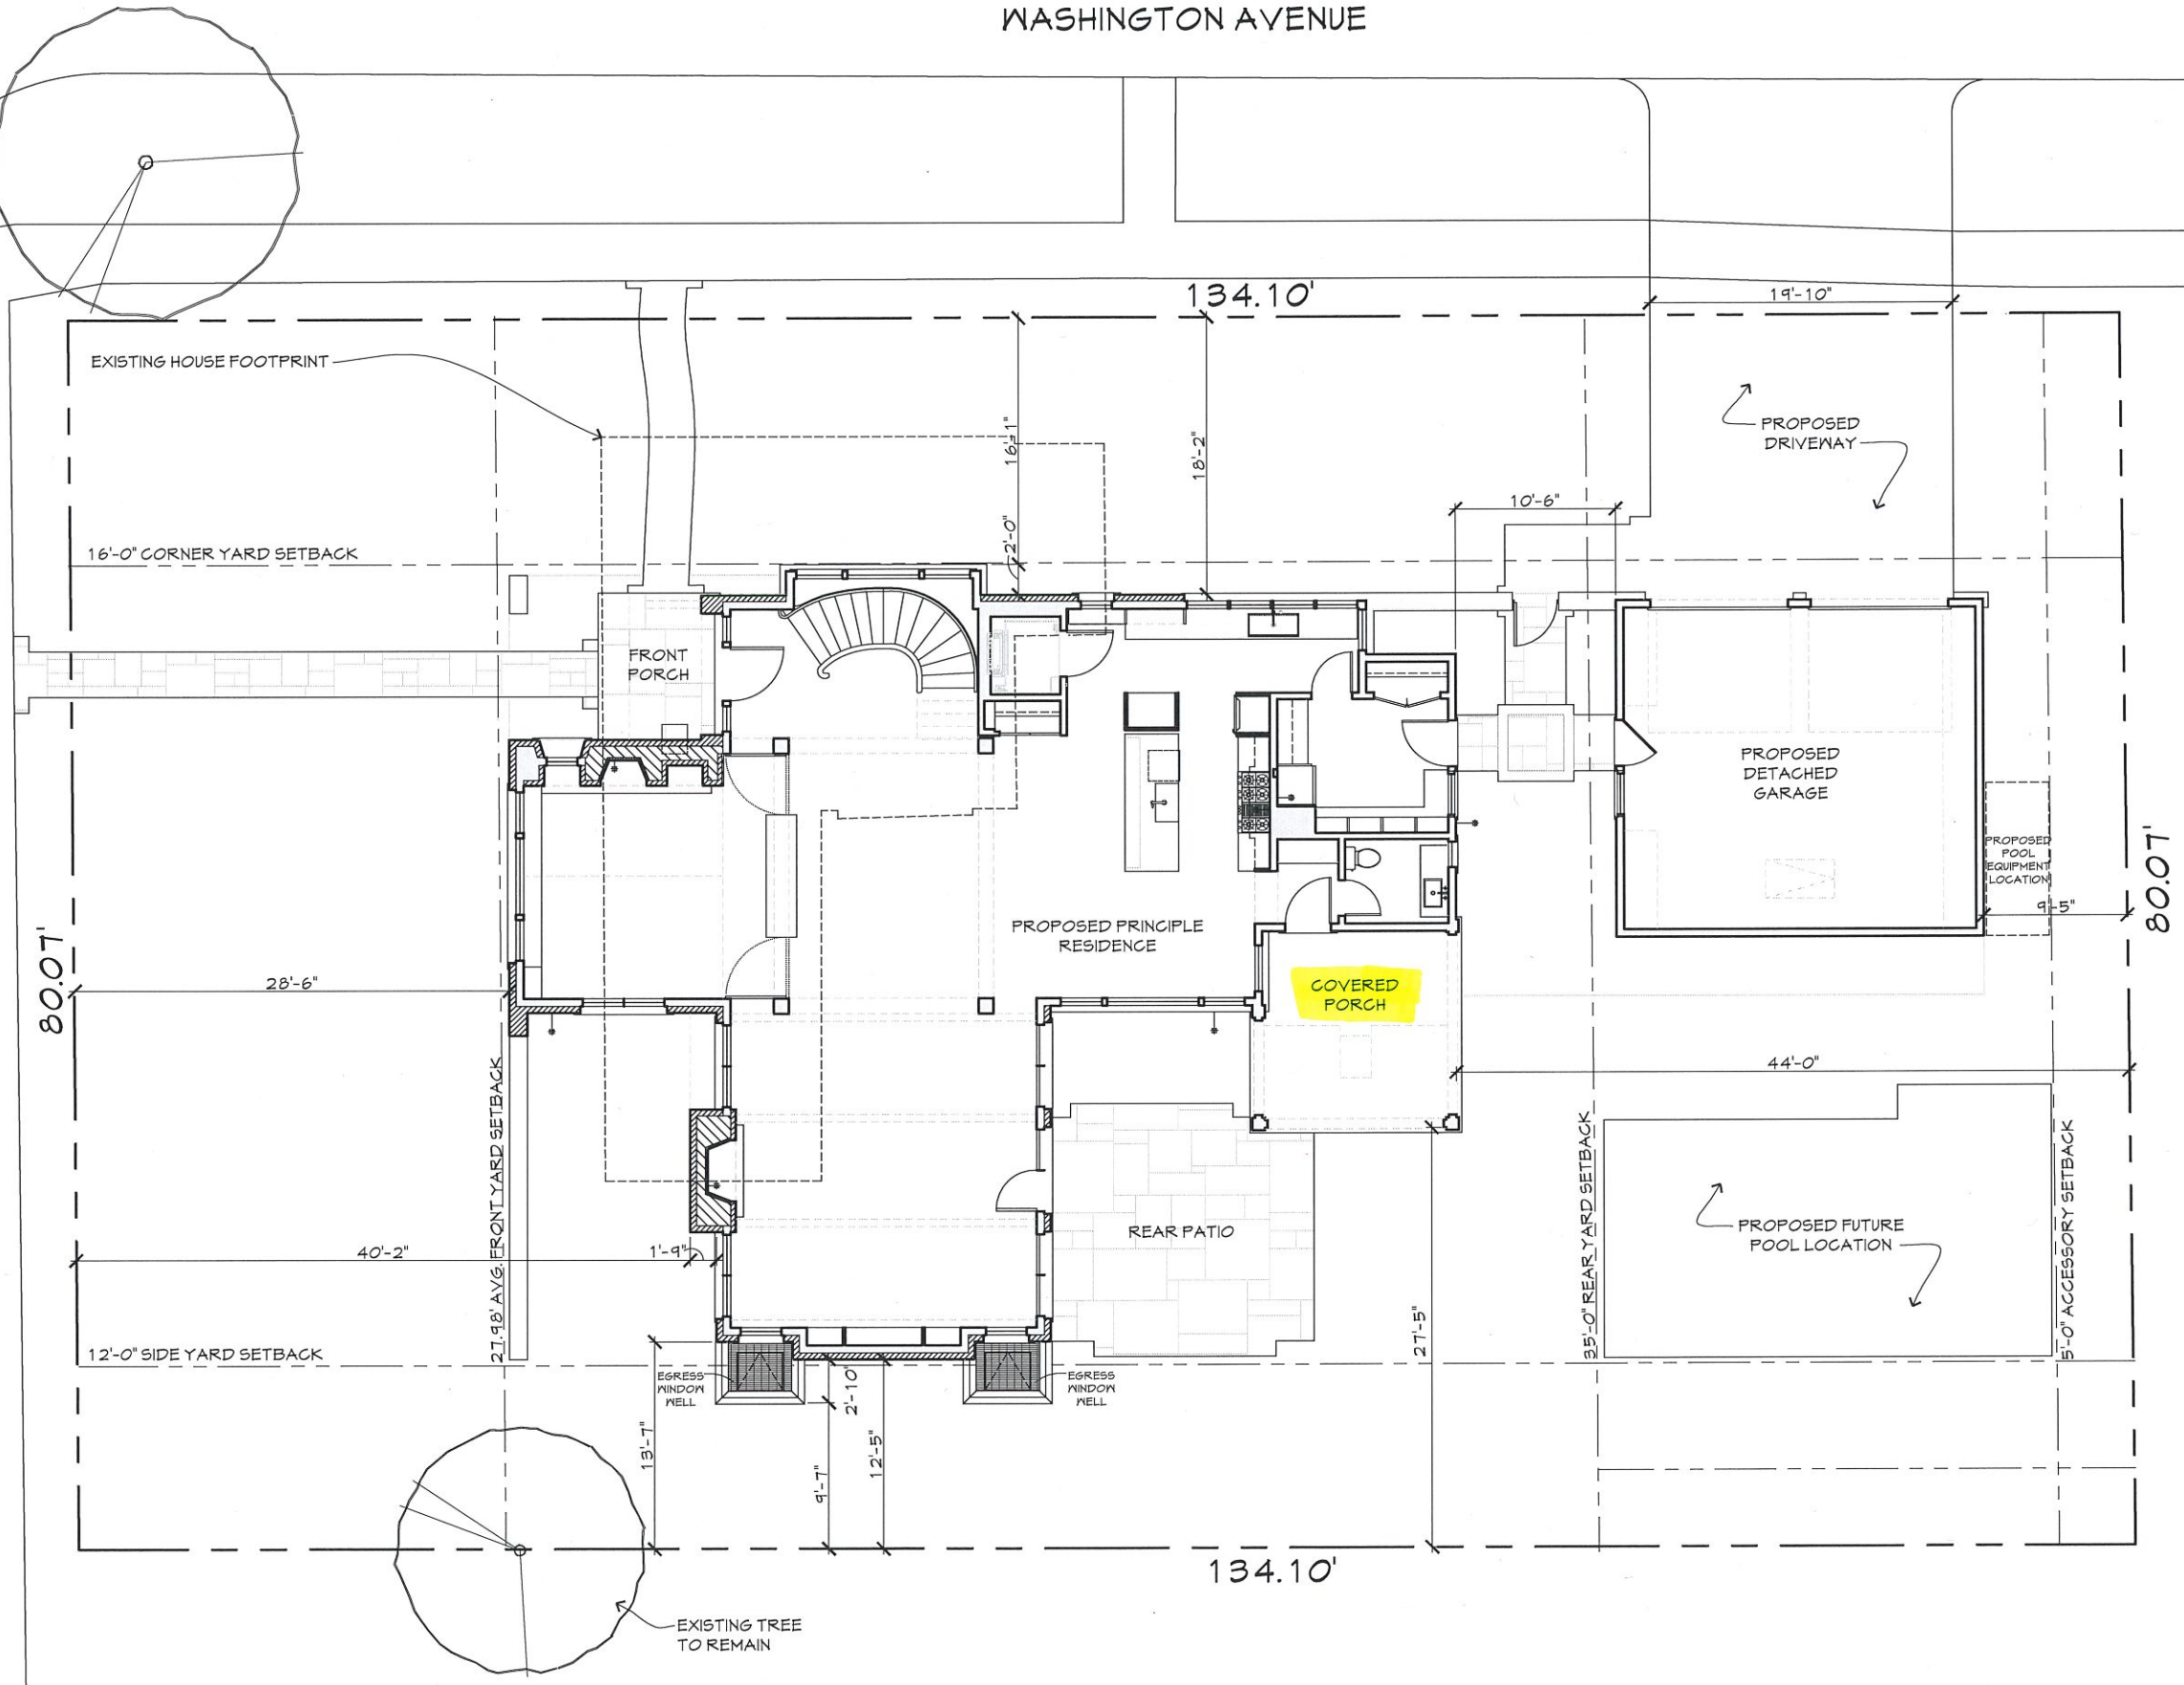 WASHINGTON AVENUE
134.10'
19'-10"
EXISTING HOUSE FOOTPRINT
PROPOSED
DRIVEWAY
16'-1"
18'-2"
10'-6"
2'-0"
16'-0" CORNER YARD SETBACK
FRONT
PORCH
PROPOSED
DETACHED
GARAGE
PROPOSED
POOL
EQUIPMENT
LOCATION
9'-5"
80.07'
80.07'
PROPOSED PRINCIPLE
RESIDENCE
28'-6"
COVERED
PORCH
44'-0"
27.98' AVG. FRONT YARD SETBACK
35'-0" REAR YARD SETBACK
5'-0" ACCESSORY SETBACK
REAR PATIO
PROPOSED FUTURE
POOL LOCATION
40'-2"
1'-9"
27'-5"
12'-0" SIDE YARD SETBACK
EGRESS
WINDOW
WELL
EGRESS
WINDOW
WELL
2'-10"
13'-7"
9'-7"
12'-5"
134.10'
EXISTING TREE
TO REMAIN